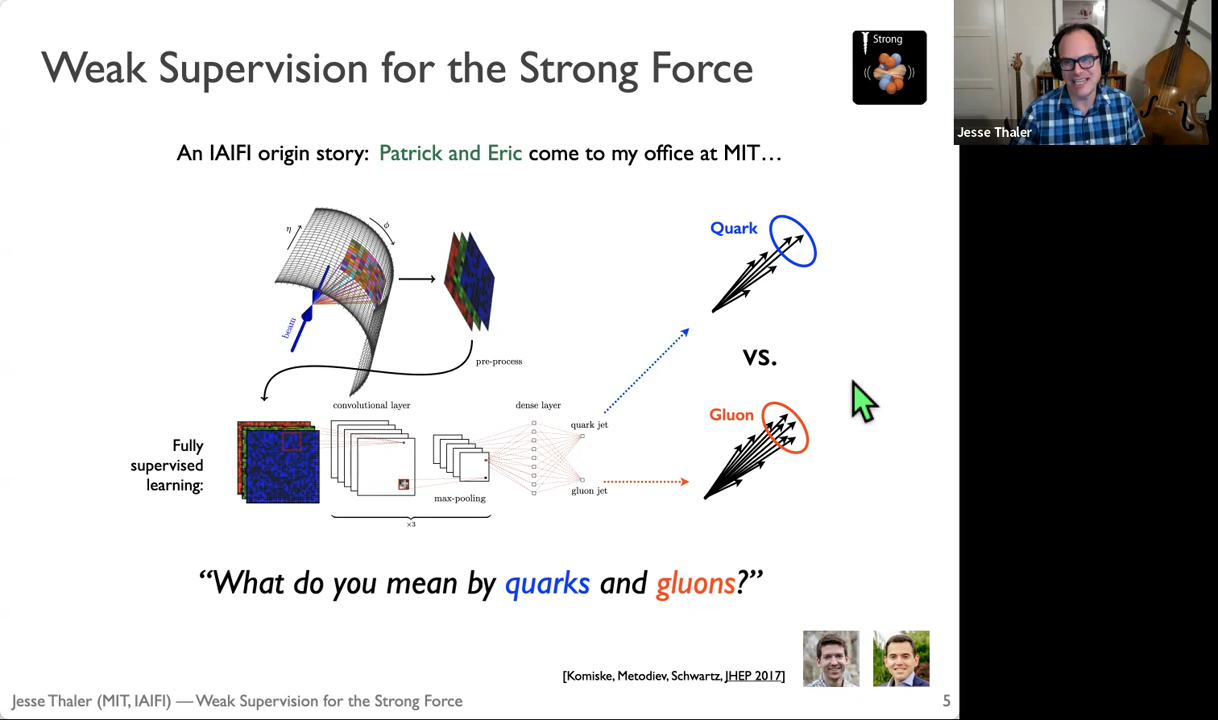 Weak Supervision for the Strong Force
Strong
Jesse Thaler
An IAIFI origin story: Patrick and Eric come to my office at MIT…
η
ϕ
beam
pre-process
Quark
vs.
Gluon
Fully
supervised
learning:
convolutional layer
dense layer
quark jet
gluon jet
max-pooling
×3
“What do you mean by quarks and gluons?”
[Komiske, Metodiev, Schwartz, JHEP 2017]
Jesse Thaler (MIT, IAIFI) — Weak Supervision for the Strong Force
5